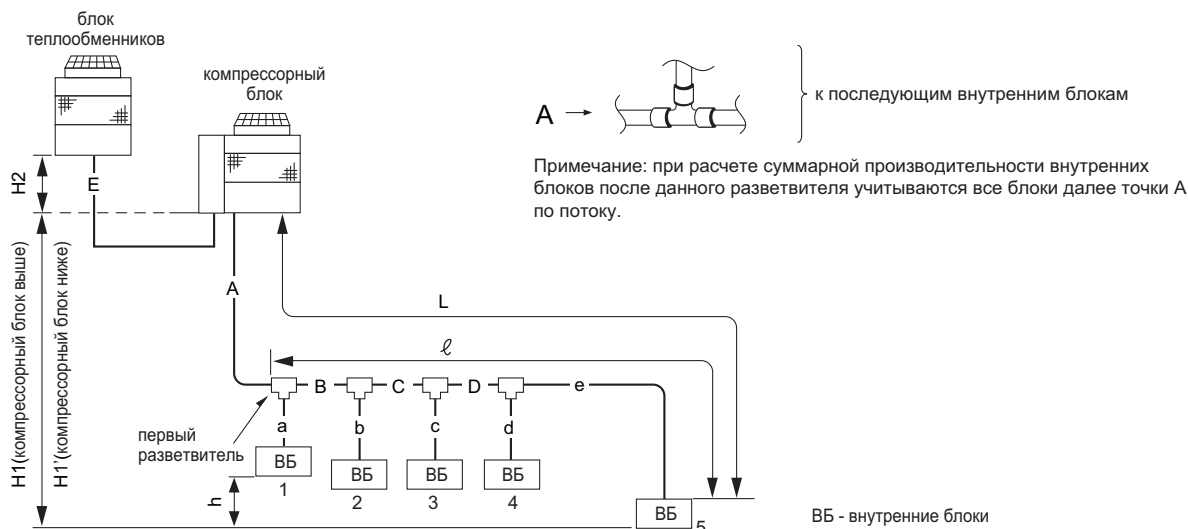 блок
теплообменников
компрессорный
блок
A
к последующим внутренним блокам
Примечание: при расчете суммарной производительности внутренних
блоков после данного разветвителя учитываются все блоки далее точки А
по потоку.
H2
E
H1(компрессорный блок выше)
H1'(компрессорный блок ниже)
A
L
ℓ
B
C
D
e
a
b
c
d
первый
разветвитель
ВБ
ВБ
ВБ
ВБ
1
2
3
4
h
ВБ
5
ВБ - внутренние блоки